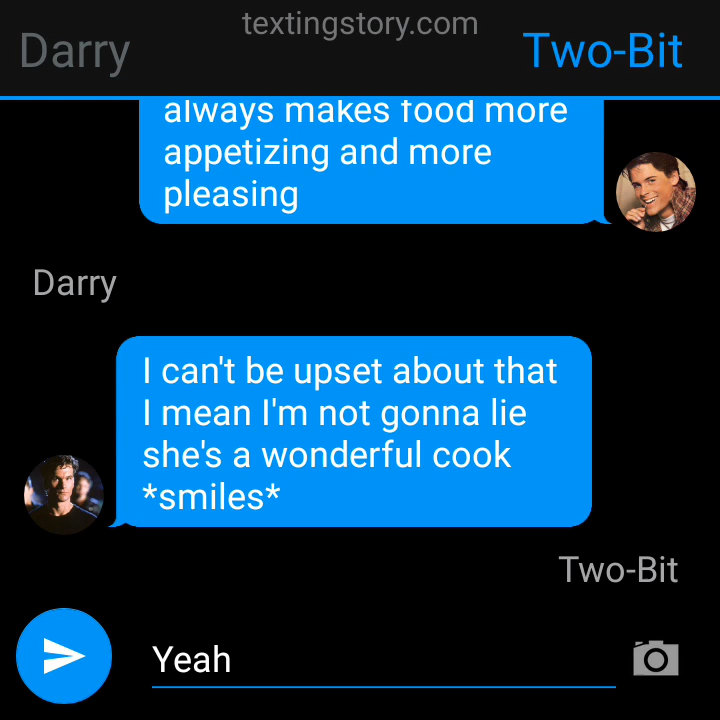 textingstory.com
Darry
Two-Bit
always makes food more
appetizing and more
pleasing
Darry
I can't be upset about that
I mean I'm not gonna lie
she's a wonderful cook
*smiles*
Two-Bit
Yeah